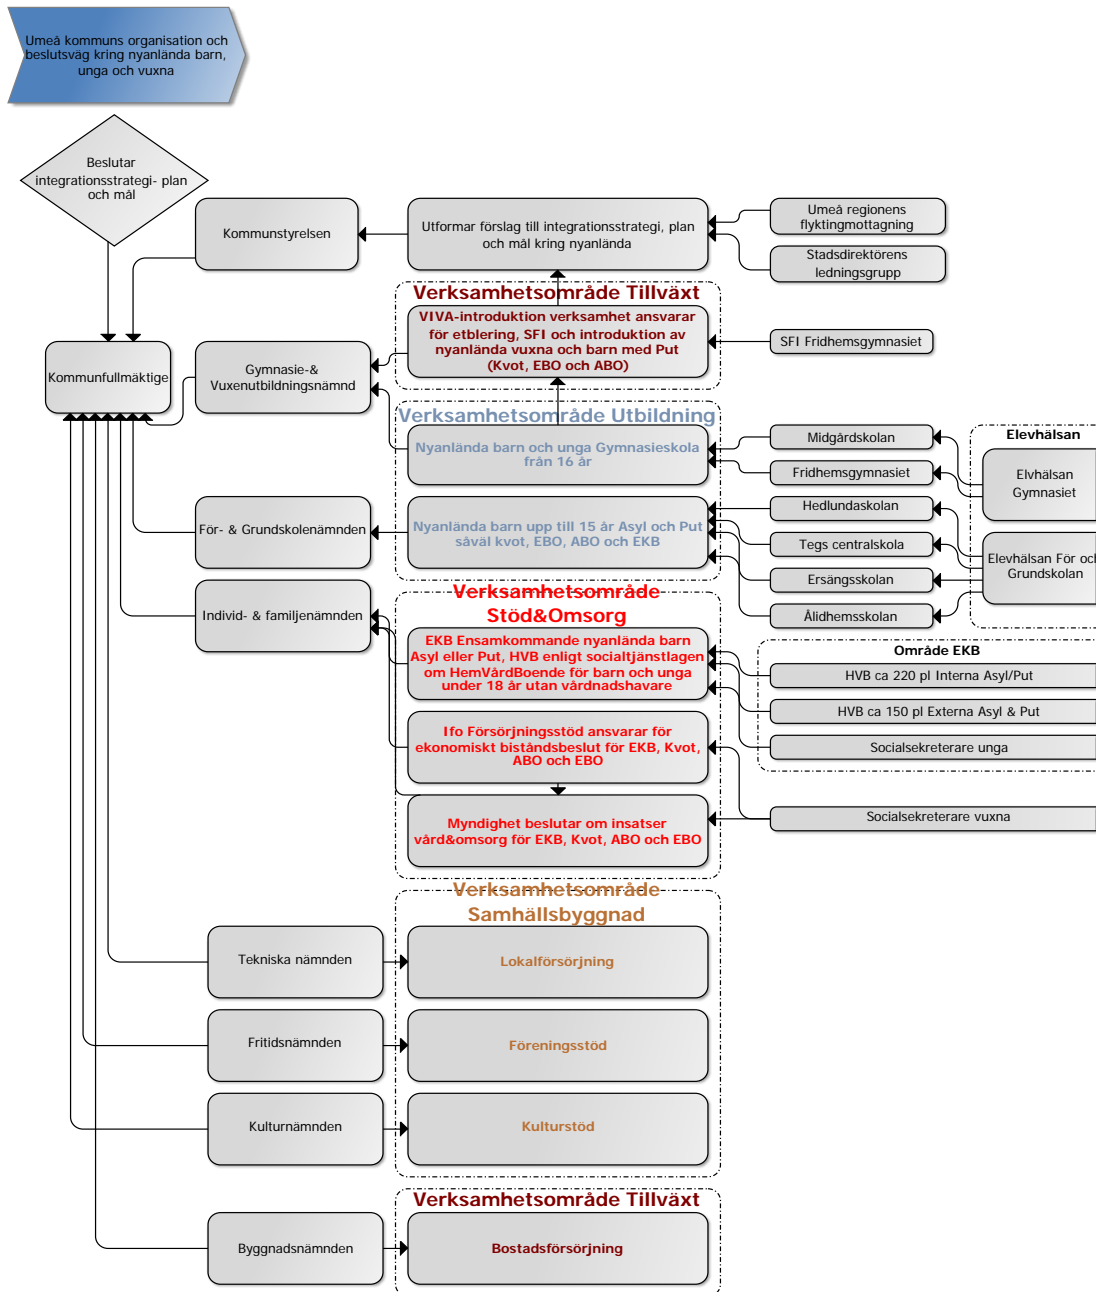 Umeå kommuns organisation och
beslutsväg kring nyanlända barn,
unga och vuxna
Beslutar
integrationsstrategi- plan
och mål
Kommunstyrelsen
Utformar förslag till integrationsstrategi, plan
och mål kring nyanlända
Umeå regionens
flyktingmottagning
Stadsdirektörens
ledningsgrupp
Verksamhetsområde Tillväxt
VIVA-introduktion verksamhet ansvarar
för etblering, SFI och introduktion av
nyanlända vuxna och barn med Put
(Kvot, EBO och ABO)
SFI Fridhemsgymnasiet
Kommunfullmäktige
Gymnasie-&
Vuxenutbildningsnämnd
Verksamhetsområde Utbildning
Nyanlända barn och unga Gymnasieskola
från 16 år
Midgårdskolan
Fridhemsgymnasiet
Elevhälsan
Elvhälsan
Gymnasiet
För- & Grundskolenämnden
Nyanlända barn upp till 15 år Asyl och Put
såväl kvot, EBO, ABO och EKB
Hedlundaskolan
Tegs centralskola
Ersängsskolan
Ålidhemsskolan
Elevhälsan För och
Grundskolan
Individ- & familjenämnden
Verksamhetsområde
Stöd&Omsorg
EKB Ensamkommande nyanlända barn
Asyl eller Put, HVB enligt socialtjänstlagen
om HemVårdBoende för barn och unga
under 18 år utan vårdnadshavare
Område EKB
HVB ca 220 pl Interna Asyl/Put
HVB ca 150 pl Externa Asyl & Put
Socialsekreterare unga
Ifo Försörjningsstöd ansvarar för
ekonomiskt biståndsbeslut för EKB, Kvot,
ABO och EBO
Myndighet beslutar om insatser
vård&omsorg för EKB, Kvot, ABO och EBO
Socialsekreterare vuxna
Verksamhetsområde
Samhällsbyggnad
Tekniska nämnden
Lokalförsörjning
Fritidsnämnden
Föreningsstöd
Kulturnämnden
Kulturstöd
Verksamhetsområde Tillväxt
Byggnadsnämnden
Bostadsförsörjning